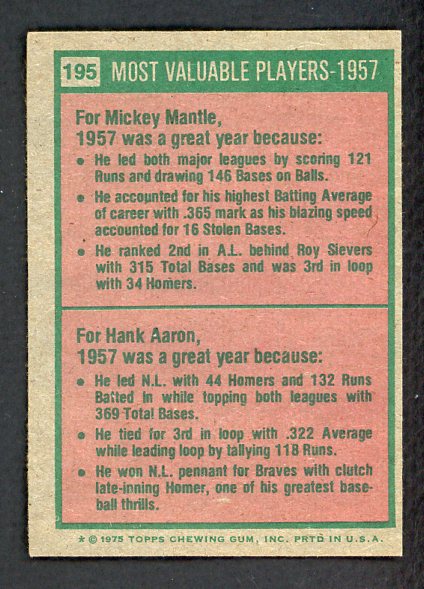 195 MOST VALUABLE PLAYERS-1957
For Mickey Mantle,
1957 was a great year because:
● He led both major leagues by scoring 121
Runs and drawing 146 Bases on Balls.
● He accounted for his highest Batting Average
of career with .365 mark as his blazing speed
accounted for 16 Stolen Bases.
● He ranked 2nd in A.L. behind Roy Sievers
with 315 Total Bases and was 3rd in loop
with 34 Homers.
For Hank Aaron,
1957 was a great year because:
● He led N.L. with 44 Homers and 132 Runs
Batted In while topping both leagues with
369 Total Bases.
● He tied for 3rd in loop with .322 Average
while leading loop by tallying 118 Runs.
● He won N.L. pennant for Braves with clutch
late-inning Homer, one of his greatest base-
ball thrills.
* © 1975 TOPPS CHEWING GUM, INC. PRTD IN U.S.A.